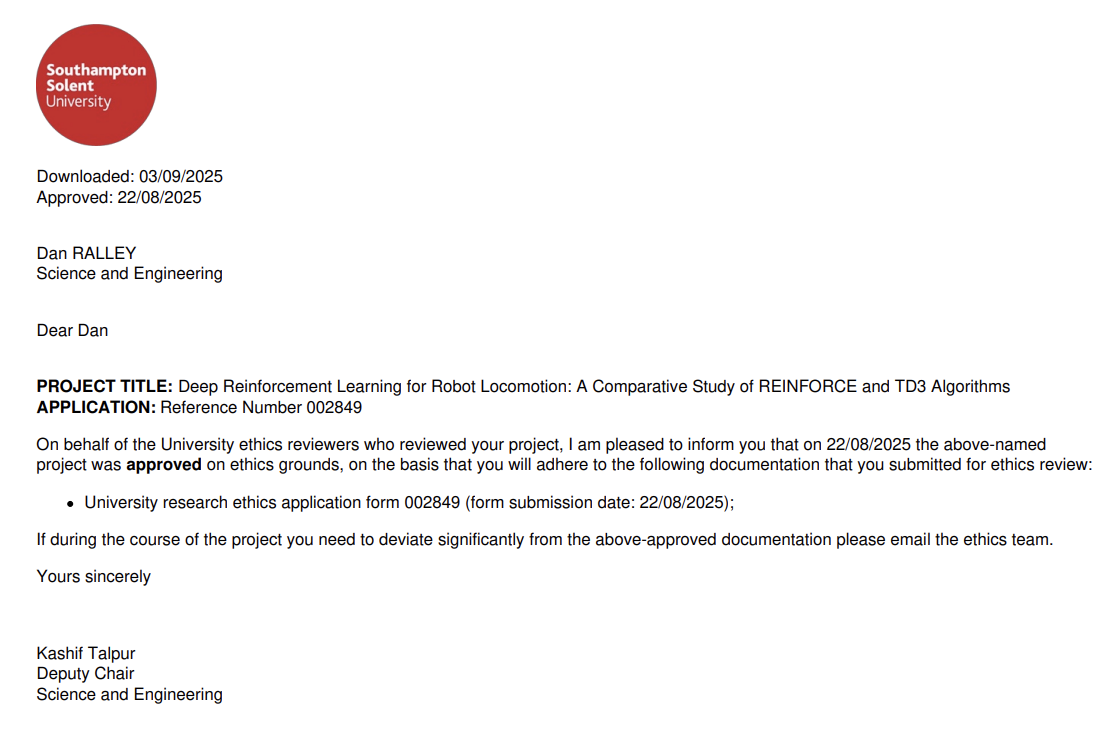 Southampton
Solent
University
Downloaded: 03/09/2025
Approved: 22/08/2025
Dan RALLEY
Science and Engineering
Dear Dan
PROJECT TITLE: Deep Reinforcement Learning for Robot Locomotion: A Comparative Study of REINFORCE and TD3 Algorithms
APPLICATION: Reference Number 002849
On behalf of the University ethics reviewers who reviewed your project, I am pleased to inform you that on 22/08/2025 the above-named
project was approved on ethics grounds, on the basis that you will adhere to the following documentation that you submitted for ethics review:
• University research ethics application form 002849 (form submission date: 22/08/2025);
If during the course of the project you need to deviate significantly from the above-approved documentation please email the ethics team.
Yours sincerely
Kashif Talpur
Deputy Chair
Science and Engineering